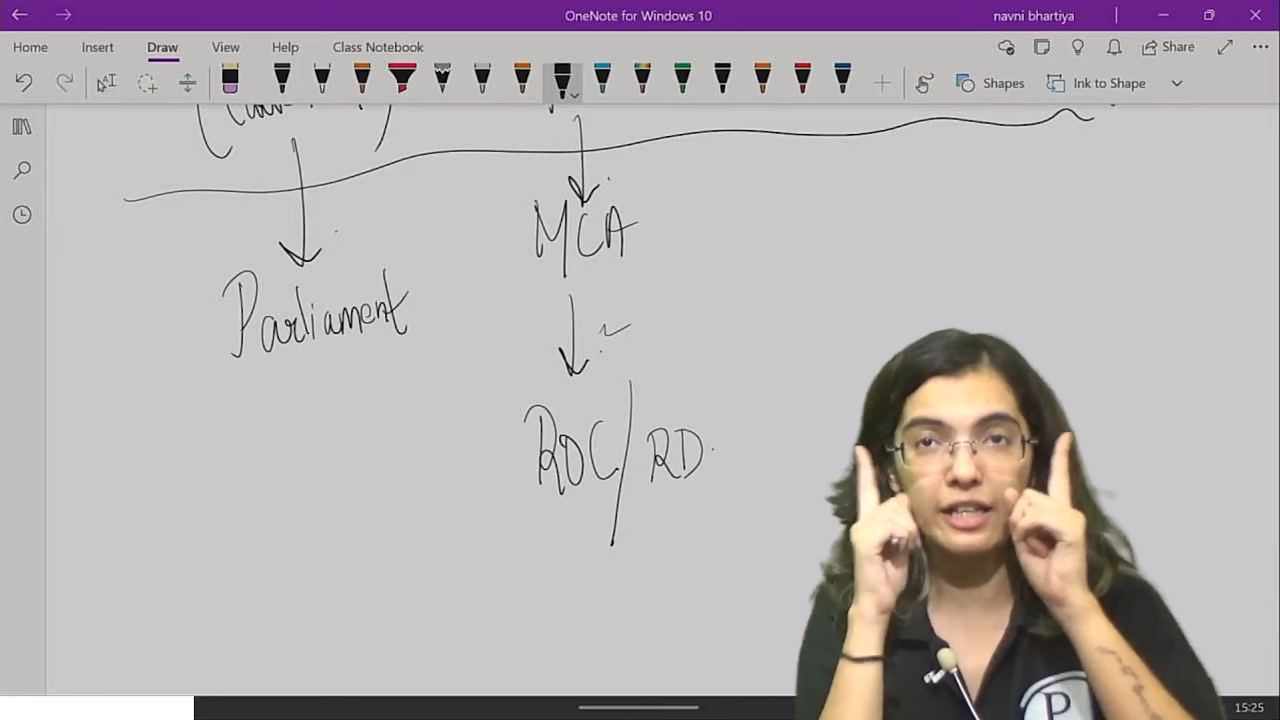 OneNote for Windows 10
navni bhartiya
Home Insert Draw View Help Class Notebook
Share
Shapes
Ink to Shape
MCA
Parliament
ROC/RD
P
15:25